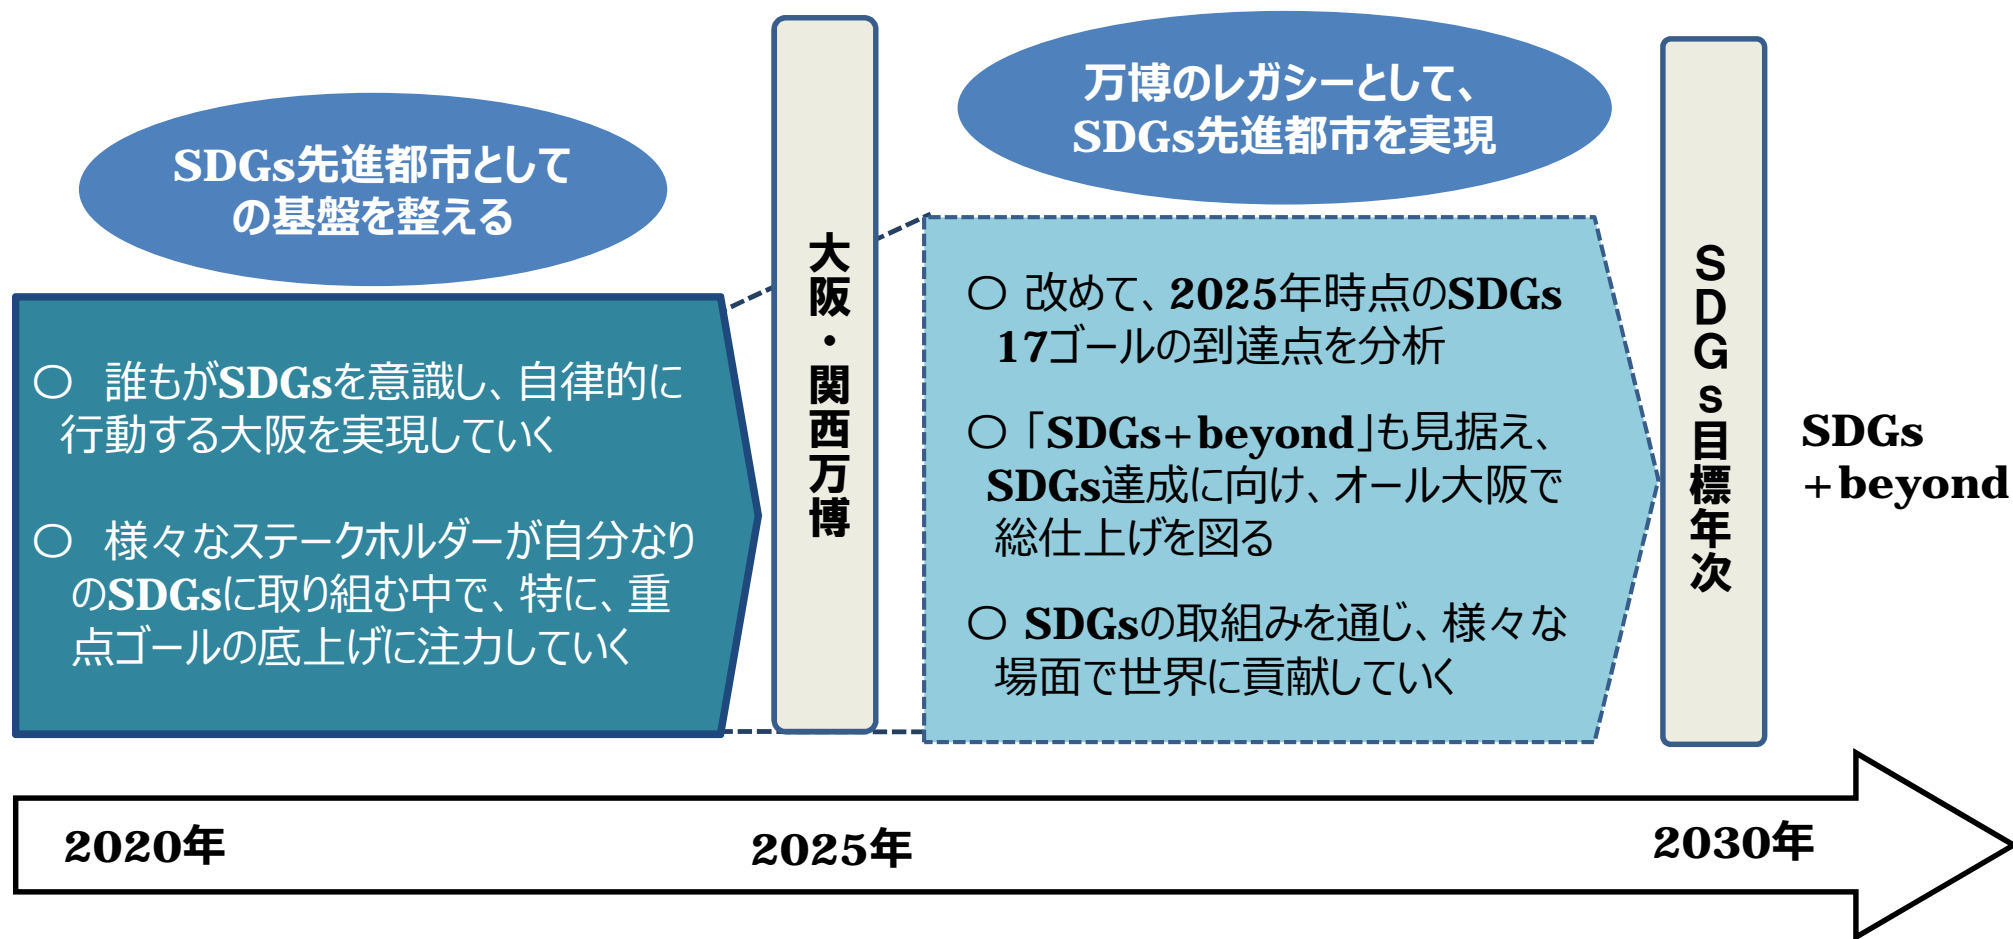 SDGs先進都市として
の基盤を整える
〇　誰もがSDGsを意識し、自律的に
行動する大阪を実現していく
〇　様々なステークホルダーが自分なり
のSDGsに取り組む中で、特に、重
点ゴールの底上げに注力していく
大阪・関西万博
万博のレガシーとして、
SDGs先進都市を実現
〇 改めて、2025年時点のSDGs
17ゴールの到達点を分析
〇「SDGs+beyond」も見据え、
SDGs達成に向け、オール大阪で
総仕上げを図る
〇 SDGsの取組みを通じ、様々な
場面で世界に貢献していく
ＳＤＧｓ目標年次
SDGs
+beyond
2020年
2025年
2030年